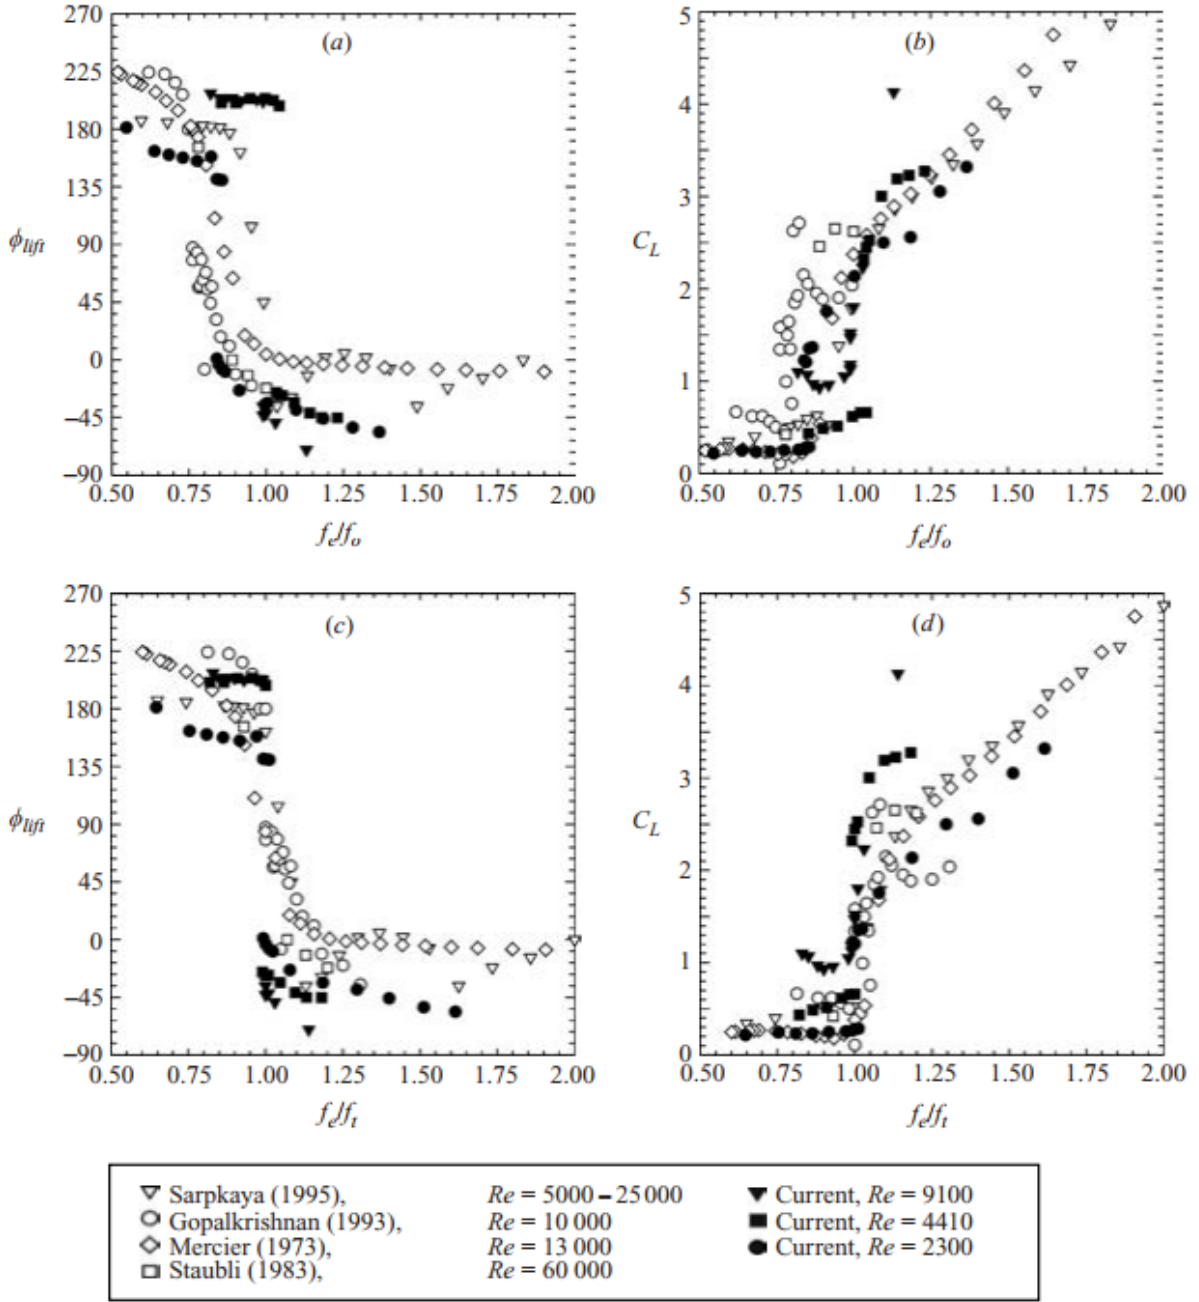 270
225
180
135
90
45
0
–45
–90
ϕlift
(a)
0.50 0.75 1.00 1.25 1.50 1.75 2.00
fe/fo
5
4
3
2
1
0
CL
(b)
0.50 0.75 1.00 1.25 1.50 1.75 2.00
fe/fo
270
225
180
135
90
45
0
–45
–90
ϕlift
(c)
0.50 0.75 1.00 1.25 1.50 1.75 2.00
fe/ft
5
4
3
2
1
0
CL
(d)
0.50 0.75 1.00 1.25 1.50 1.75 2.00
fe/ft
Sarpkaya (1995), Re = 5000 – 25 000 Current, Re = 9100
Gopalkrishnan (1993), Re = 10 000 Current, Re = 4410
Mercier (1973), Re = 13 000 Current, Re = 2300
Staubli (1983), Re = 60 000